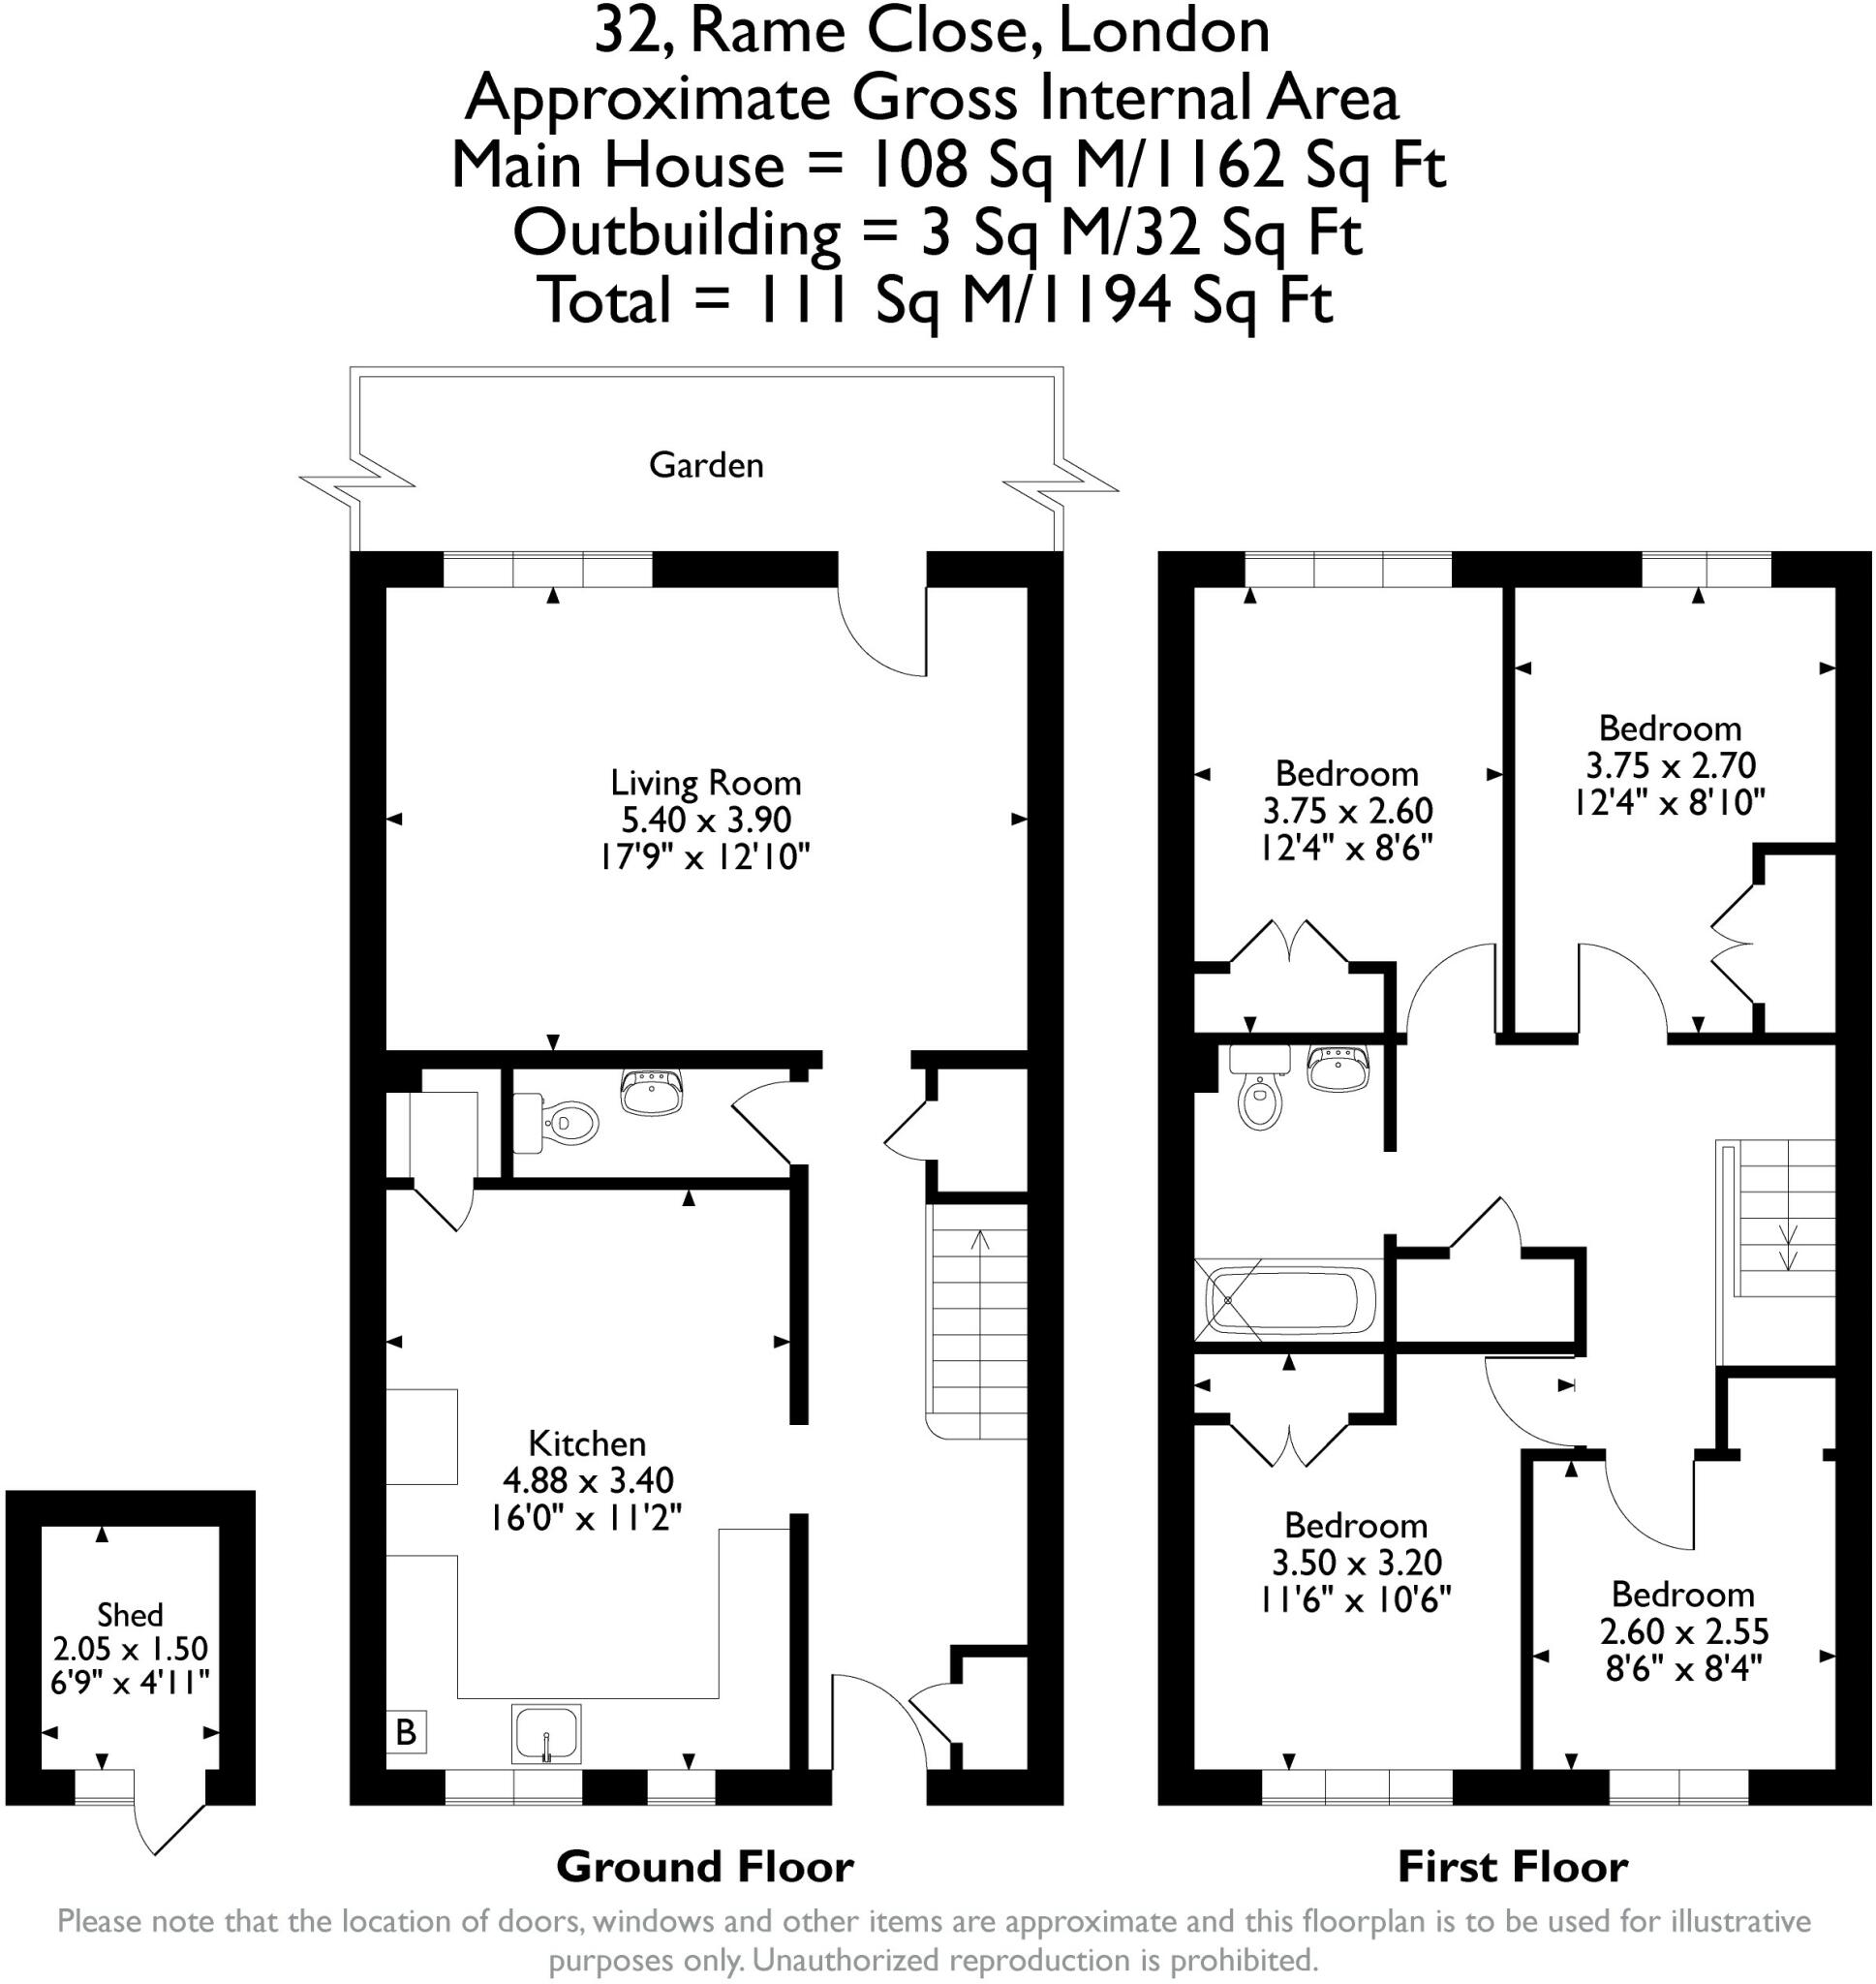 32, Rame Close, London
Approximate Gross Internal Area
Main House = 108 Sq M/1162 Sq Ft
Outbuilding = 3 Sq M/32 Sq Ft
Total = 111 Sq M/1194 Sq Ft
Garden
Living Room
5.40 x 3.90
17'9" x 12'10"
Bedroom
3.75 x 2.60
12'4" x 8'6"
Bedroom
3.75 x 2.70
12'4" x 8'10"
Kitchen
4.88 x 3.40
16'0" x 11'2"
B
Shed
2.05 x 1.50
6'9" x 4'11"
Bedroom
3.50 x 3.20
11'6" x 10'6"
Bedroom
2.60 x 2.55
8'6" x 8'4"
Ground Floor
First Floor
Please note that the location of doors, windows and other items are approximate and this floorplan is to be used for illustrative
purposes only. Unauthorized reproduction is prohibited.